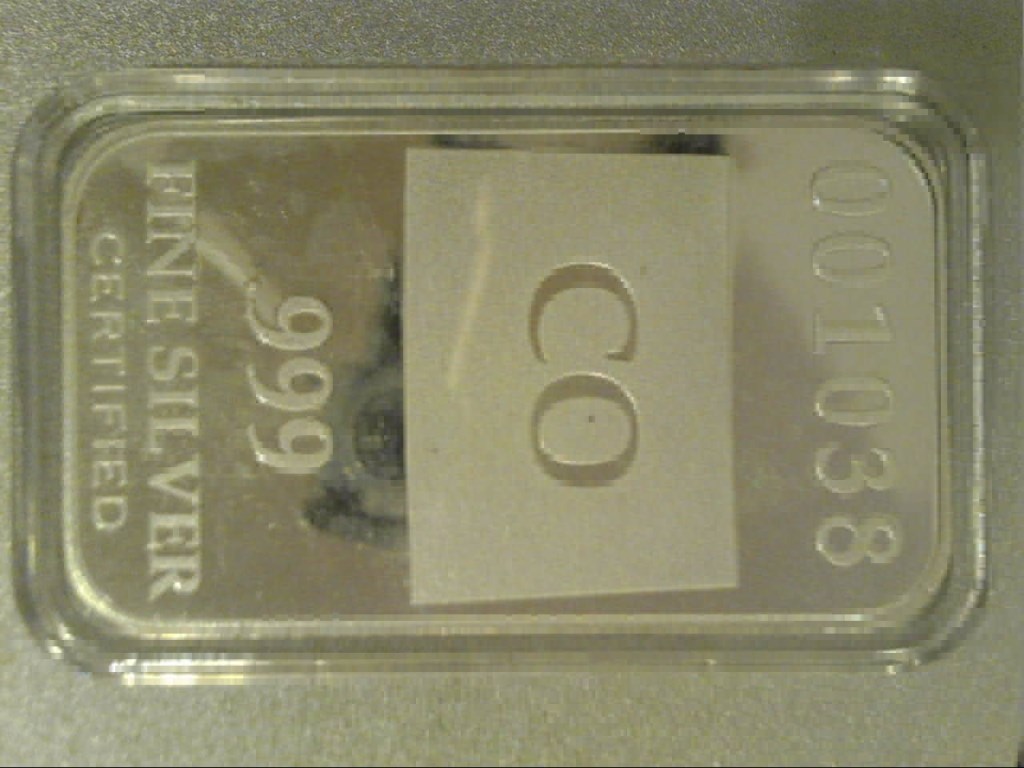 001038
CO
999
FINE SILVER
CERTIFIED